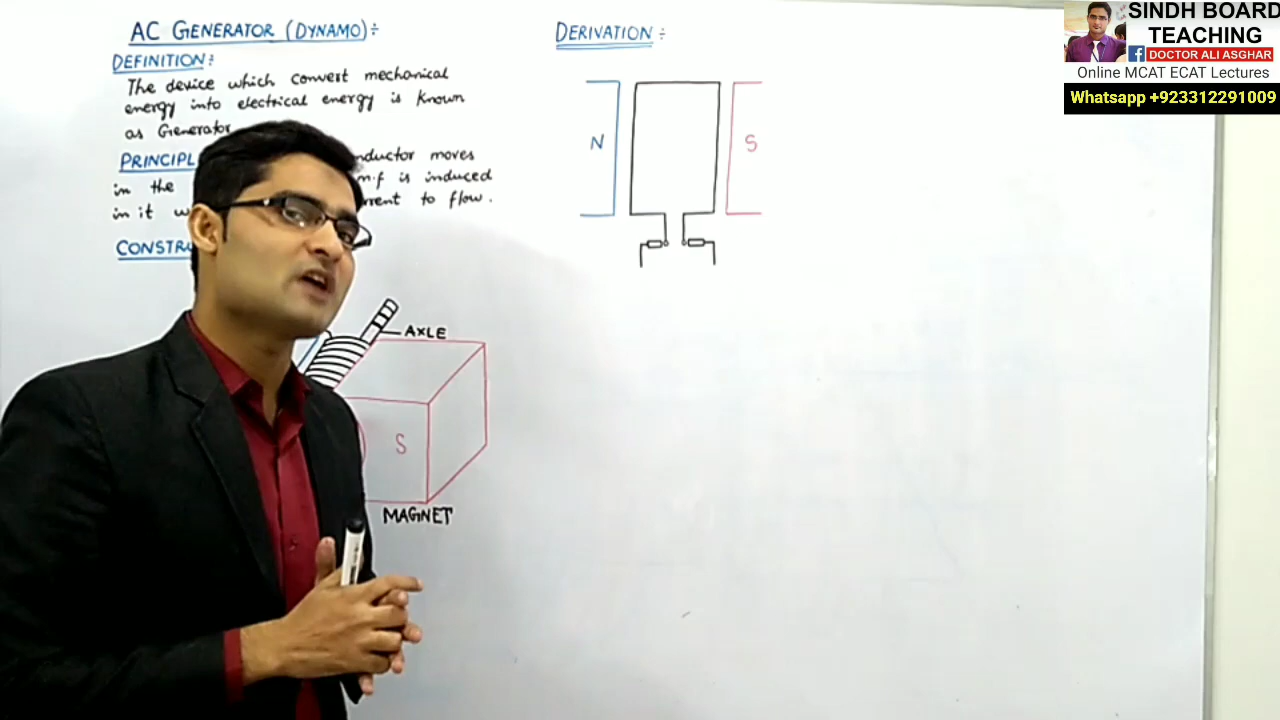 AC GENERATOR (DYNAMO):
DEFINITION:
The device which convert mechanical
energy into electrical energy is known
as Generator
PRINCIPL nductor moves
in the m.f is induced
in it w rrent to flow.
CONSTRU
AXLE
S
MAGNET
DERIVATION:
N
S
SINDH BOARD
TEACHING
f DOCTOR ALI ASGHAR
Online MCAT ECAT Lectures
Whatsapp +923312291009